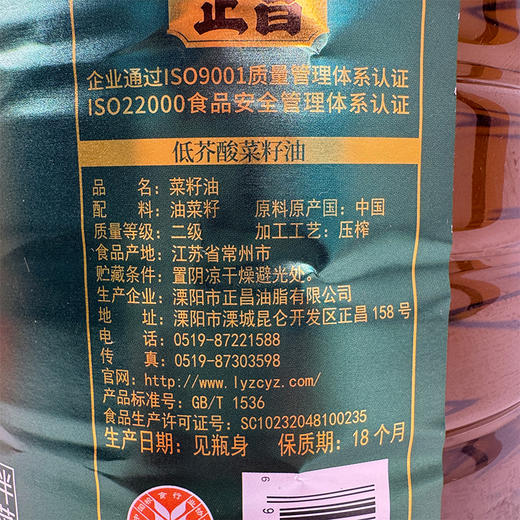 正昌
企业通过ISO9001质量管理体系认证
ISO22000食品安全管理体系认证
低芥酸菜籽油
品　　名：菜籽油
配　　料：油菜籽　原料原产国：中国
质量等级：二级　加工工艺：压榨
食品产地：江苏省常州市
贮藏条件：置阴凉干燥避光处。
生产企业：溧阳市正昌油脂有限公司
地　　址：溧阳市溧城昆仑开发区正昌158号
电　　话：0519-87221588
传　　真：0519-87303598
官网：http://www.lyzcyz.com/
产品标准号：GB/T 1536
食品生产许可证号：SC10232048100235
生产日期：见瓶身　保质期：18个月